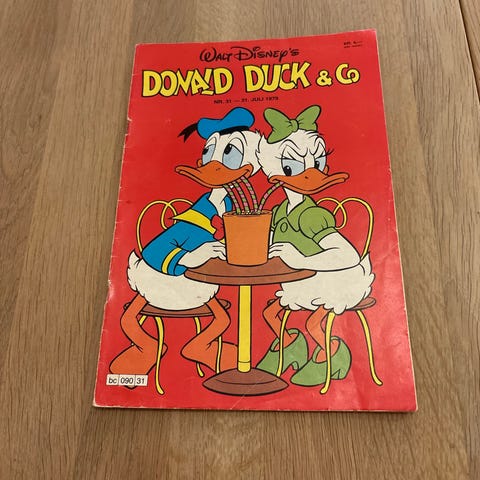 WALT DISNEY'S
DONALD DUCK & Co
NR. 31 — 31. JULI 1979
bc 090 31